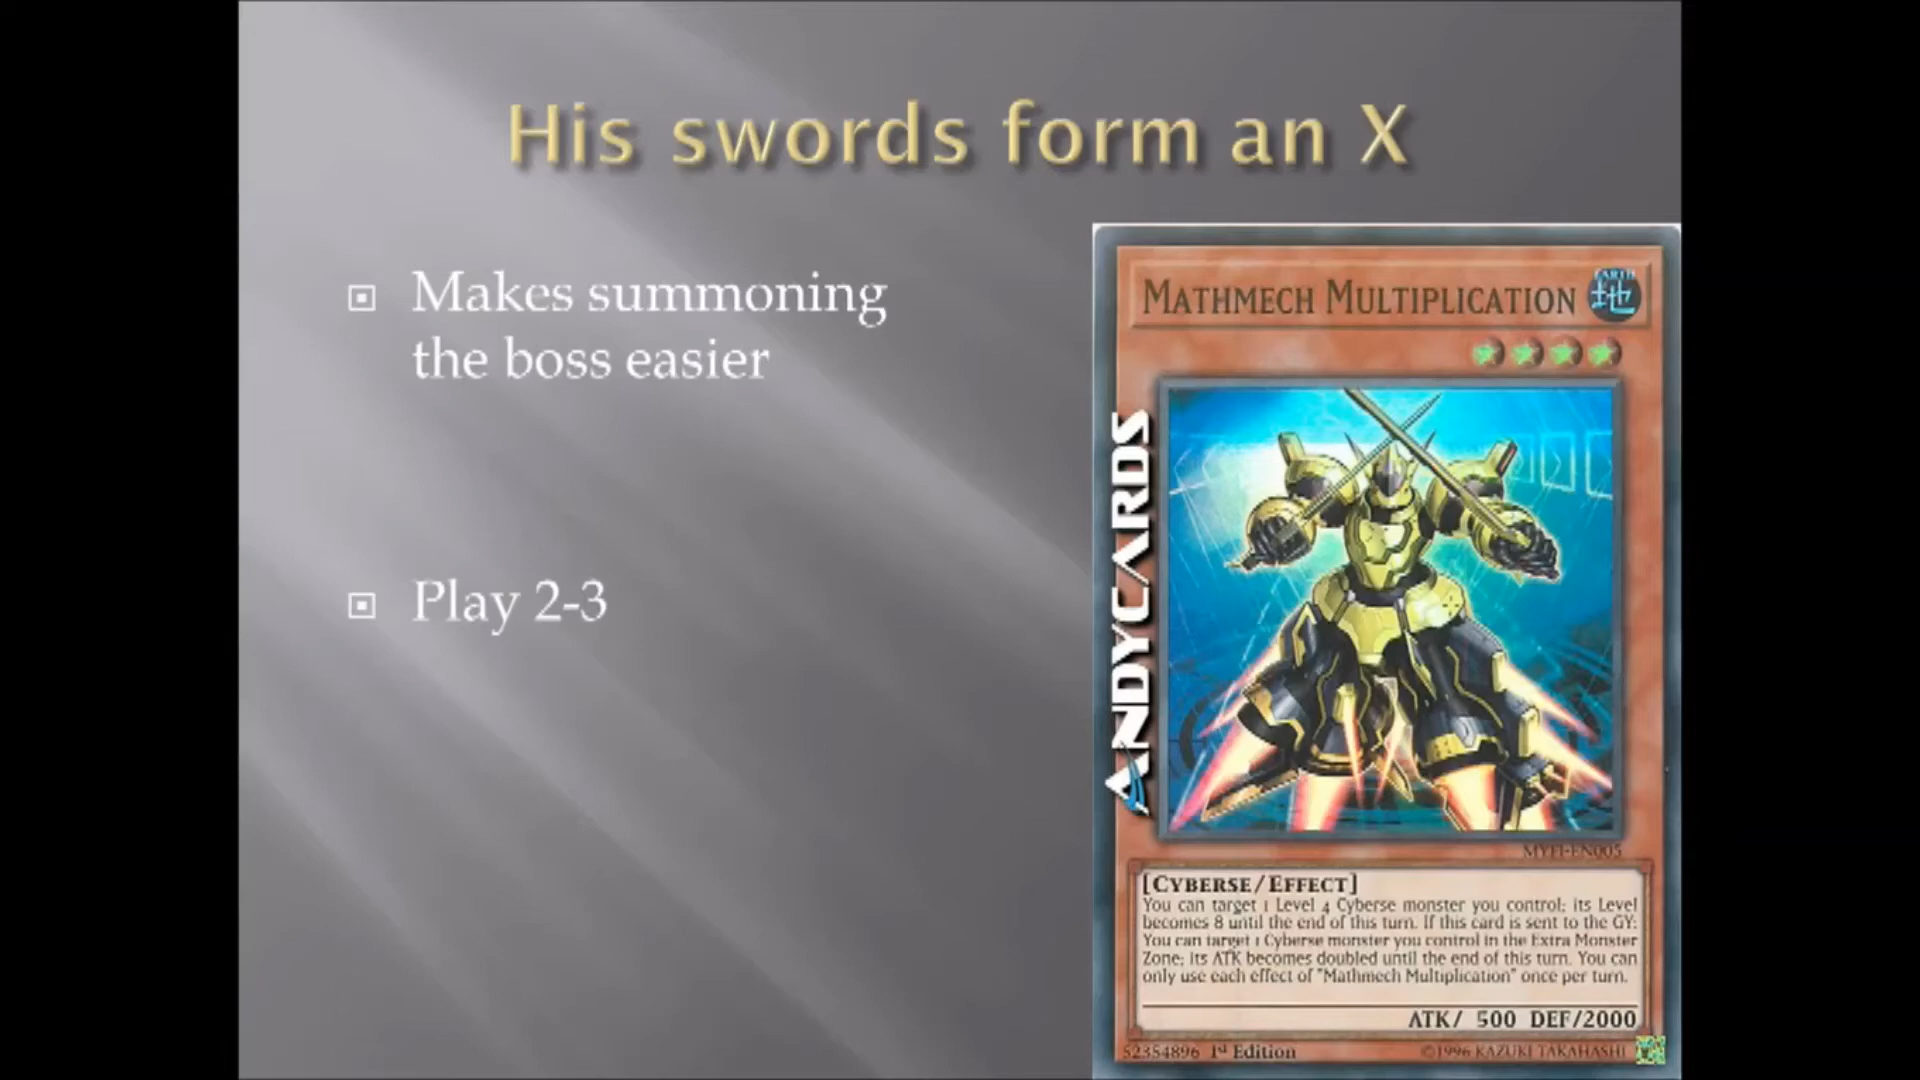 His swords form an X
Makes summoning
the boss easier
Play 2-3
MATHMECH MULTIPLICATION
EARTH
地
ANDYCARDS
MYFI-EN005
[CYBERSE/EFFECT]
You can target 1 Level 4 Cyberse monster you control; its Level
becomes 8 until the end of this turn. If this card is sent to the GY:
You can target 1 Cyberse monster you control in the Extra Monster
Zone; its ATK becomes doubled until the end of this turn. You can
only use each effect of "Mathmech Multiplication" once per turn.
ATK/ 500 DEF/2000
52354896 1st Edition
©1996 KAZUKI TAKAHASHI